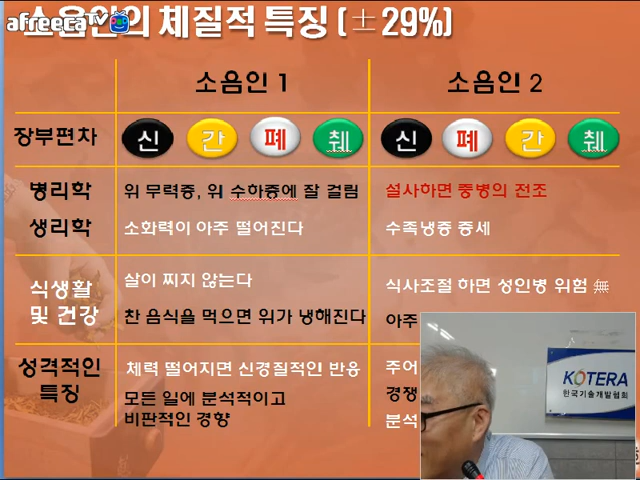 afreecaTV
소음인의 체질적 특징 (±29%)
소음인 1 소음인 2
장부편차 신 간 폐 췌 신 폐 간 췌
병리학 위 무력증, 위 수하증에 잘 걸림 설사하면 중병의 전조
생리학 소화력이 아주 떨어진다 수족냉증 증세
식생활 및 건강 살이 찌지 않는다 식사조절 하면 성인병 위험 無
찬 음식을 먹으면 위가 냉해진다 아주
성격적인 특징 체력 떨어지면 신경질적인 반응 주어
모든 일에 분석적이고 경쟁
비판적인 경향 분석
KOTERA
한국기술개발협회